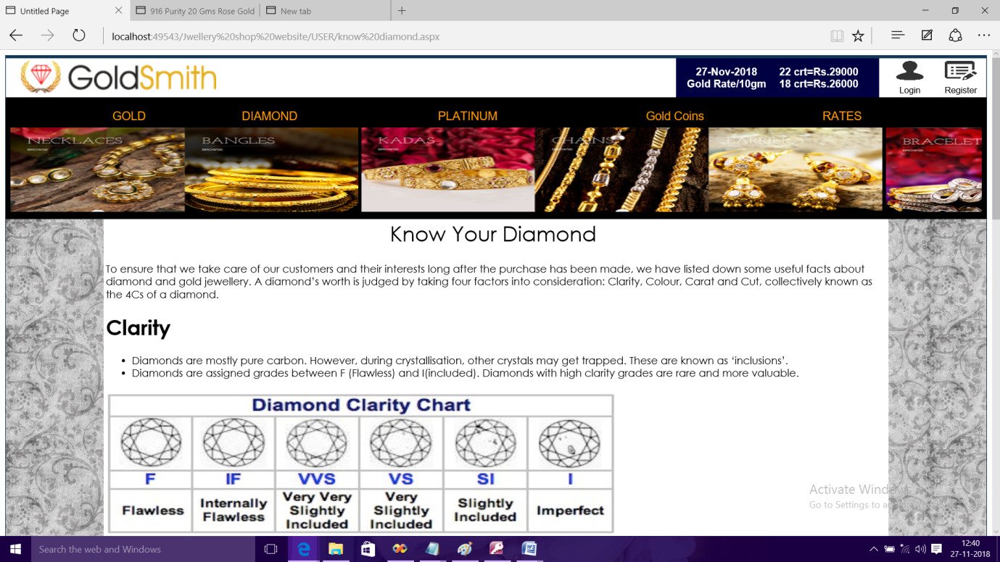 Untitled Page
916 Purity 20 Gms Rose Gold
New tab
localhost:49543/Jwellery%20shop%20website/USER/know%20diamond.aspx
GoldSmith
27-Nov-2018 22 crt=Rs.29000
Gold Rate/10gm 18 crt=Rs.26000
Login
Register
GOLD DIAMOND PLATINUM Gold Coins RATES
NECKLACES BANGLES KADAS CHAINS EARRINGS BRACELET
BROWSE BROWSE BROWSE
Know Your Diamond
To ensure that we take care of our customers and their interests long after the purchase has been made, we have listed down some useful facts about
diamond and gold jewellery. A diamond’s worth is judged by taking four factors into consideration: Clarity, Colour, Carat and Cut, collectively known as
the 4Cs of a diamond.
Clarity
• Diamonds are mostly pure carbon. However, during crystallisation, other crystals may get trapped. These are known as ‘inclusions’.
• Diamonds are assigned grades between F (Flawless) and I(included). Diamonds with high clarity grades are rare and more valuable.
Diamond Clarity Chart
F IF VVS VS SI I
Flawless
Internally
Flawless
Very Very
Slightly
Included
Very
Slightly
Included
Slightly
Included
Imperfect
Activate Windows
Go to Settings to
Search the web and Windows
12:40
27-11-2018